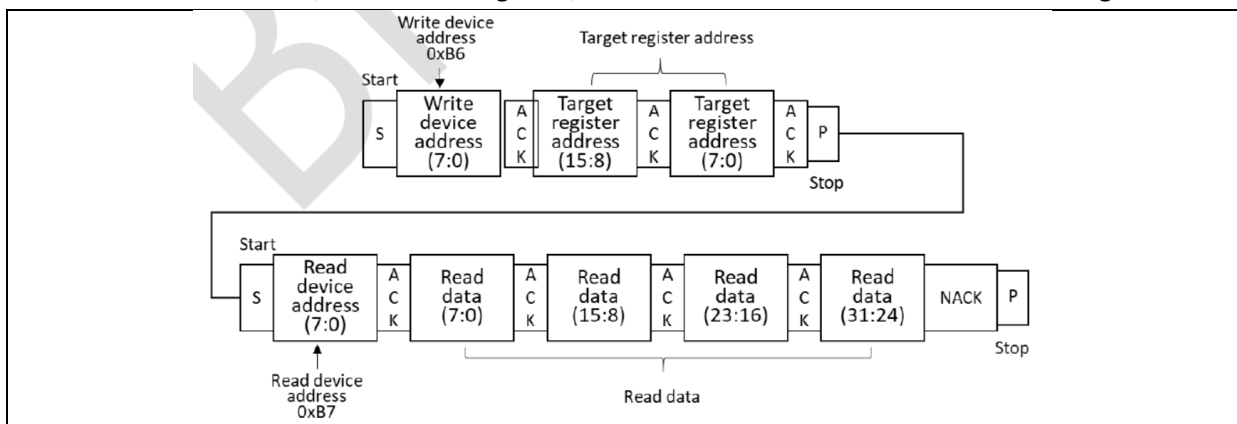 Write device
address
0xB6
Target register address
Start
S
Write
device
address
(7:0)
A
C
K
Target
register
address
(15:8)
A
C
K
Target
register
address
(7:0)
A
C
K
P
Stop
Start
S
Read
device
address
(7:0)
A
C
K
Read
data
(7:0)
A
C
K
Read
data
(15:8)
A
C
K
Read
data
(23:16)
A
C
K
Read
data
(31:24)
NACK
P
Stop
Read device
address
0xB7
Read data